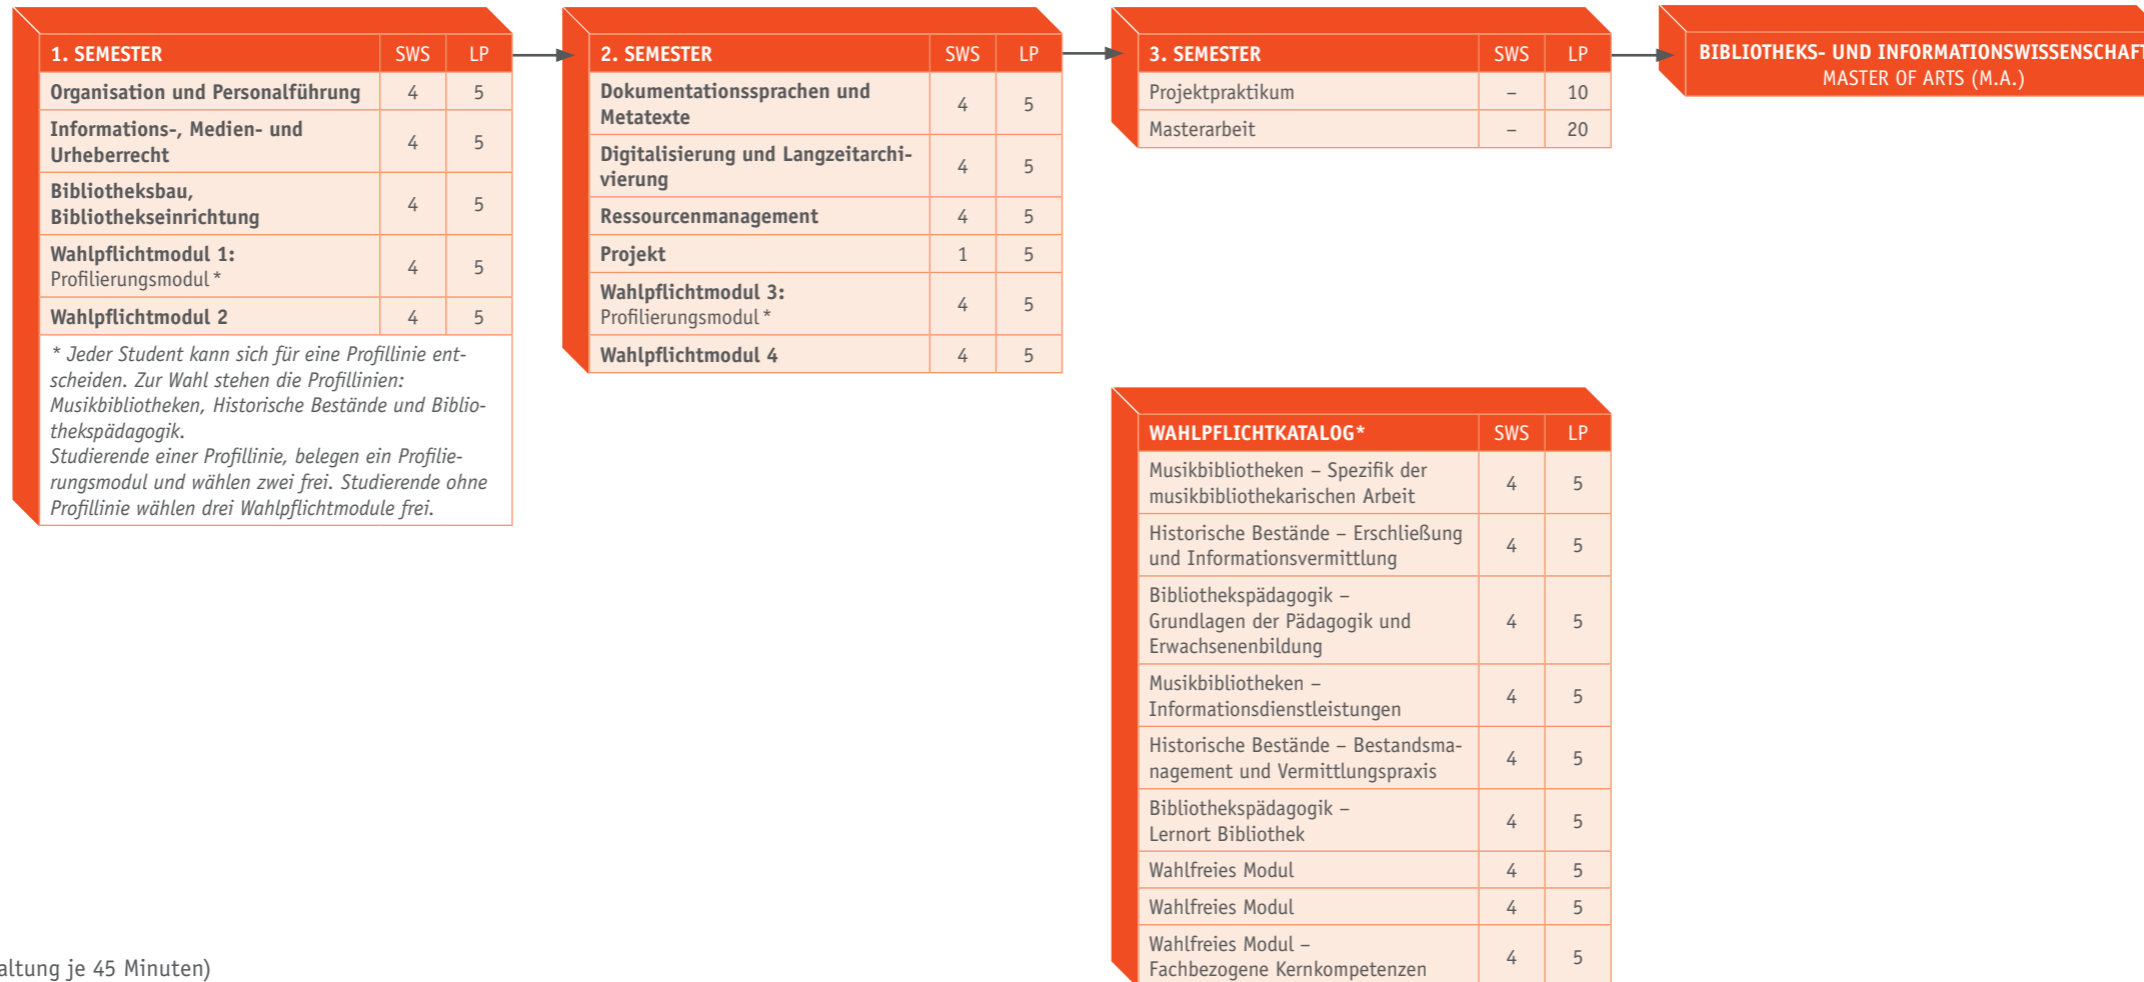 1. SEMESTER SWS LP
Organisation und Personalführung 4 5
Informations-, Medien- und
Urheberrecht 4 5
Bibliotheksbau,
Bibliothekseinrichtung 4 5
Wahlpflichtmodul 1:
Profilierungsmodul * 4 5
Wahlpflichtmodul 2 4 5
* Jeder Student kann sich für eine Profillinie ent-
scheiden. Zur Wahl stehen die Profillinien:
Musikbibliotheken, Historische Bestände und Biblio-
thekspädagogik.
Studierende einer Profillinie, belegen ein Profilie-
rungsmodul und wählen zwei frei. Studierende ohne
Profillinie wählen drei Wahlpflichtmodule frei.
2. SEMESTER SWS LP
Dokumentationssprachen und
Metatexte 4 5
Digitalisierung und Langzeitarchi-
vierung 4 5
Ressourcenmanagement 4 5
Projekt 1 5
Wahlpflichtmodul 3:
Profilierungsmodul * 4 5
Wahlpflichtmodul 4 4 5
3. SEMESTER SWS LP
Projektpraktikum – 10
Masterarbeit – 20
BIBLIOTHEKS- UND INFORMATIONSWISSENSCHAFT
MASTER OF ARTS (M.A.)
WAHLPFLICHTKATALOG* SWS LP
Musikbibliotheken – Spezifik der
musikbibliothekarischen Arbeit 4 5
Historische Bestände – Erschließung
und Informationsvermittlung 4 5
Bibliothekspädagogik –
Grundlagen der Pädagogik und 4 5
Erwachsenenbildung
Musikbibliotheken –
Informationsdienstleistungen 4 5
Historische Bestände – Bestandsma-
nagement und Vermittlungspraxis 4 5
Bibliothekspädagogik –
Lernort Bibliothek 4 5
Wahlfreies Modul 4 5
Wahlfreies Modul 4 5
Wahlfreies Modul –
Fachbezogene Kernkompetenzen 4 5
altung je 45 Minuten)